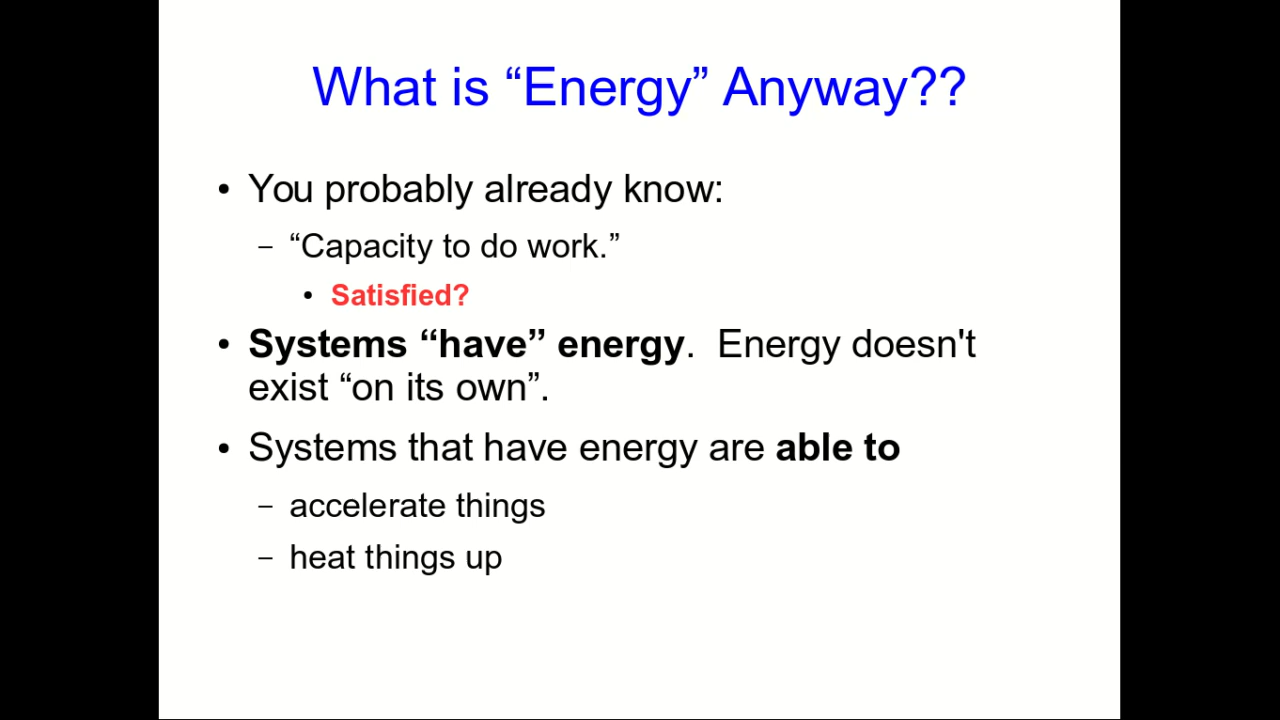 What is “Energy” Anyway??
• You probably already know:
– “Capacity to do work.”
• Satisfied?
• Systems “have” energy.  Energy doesn't
exist “on its own”.
• Systems that have energy are able to
– accelerate things
– heat things up